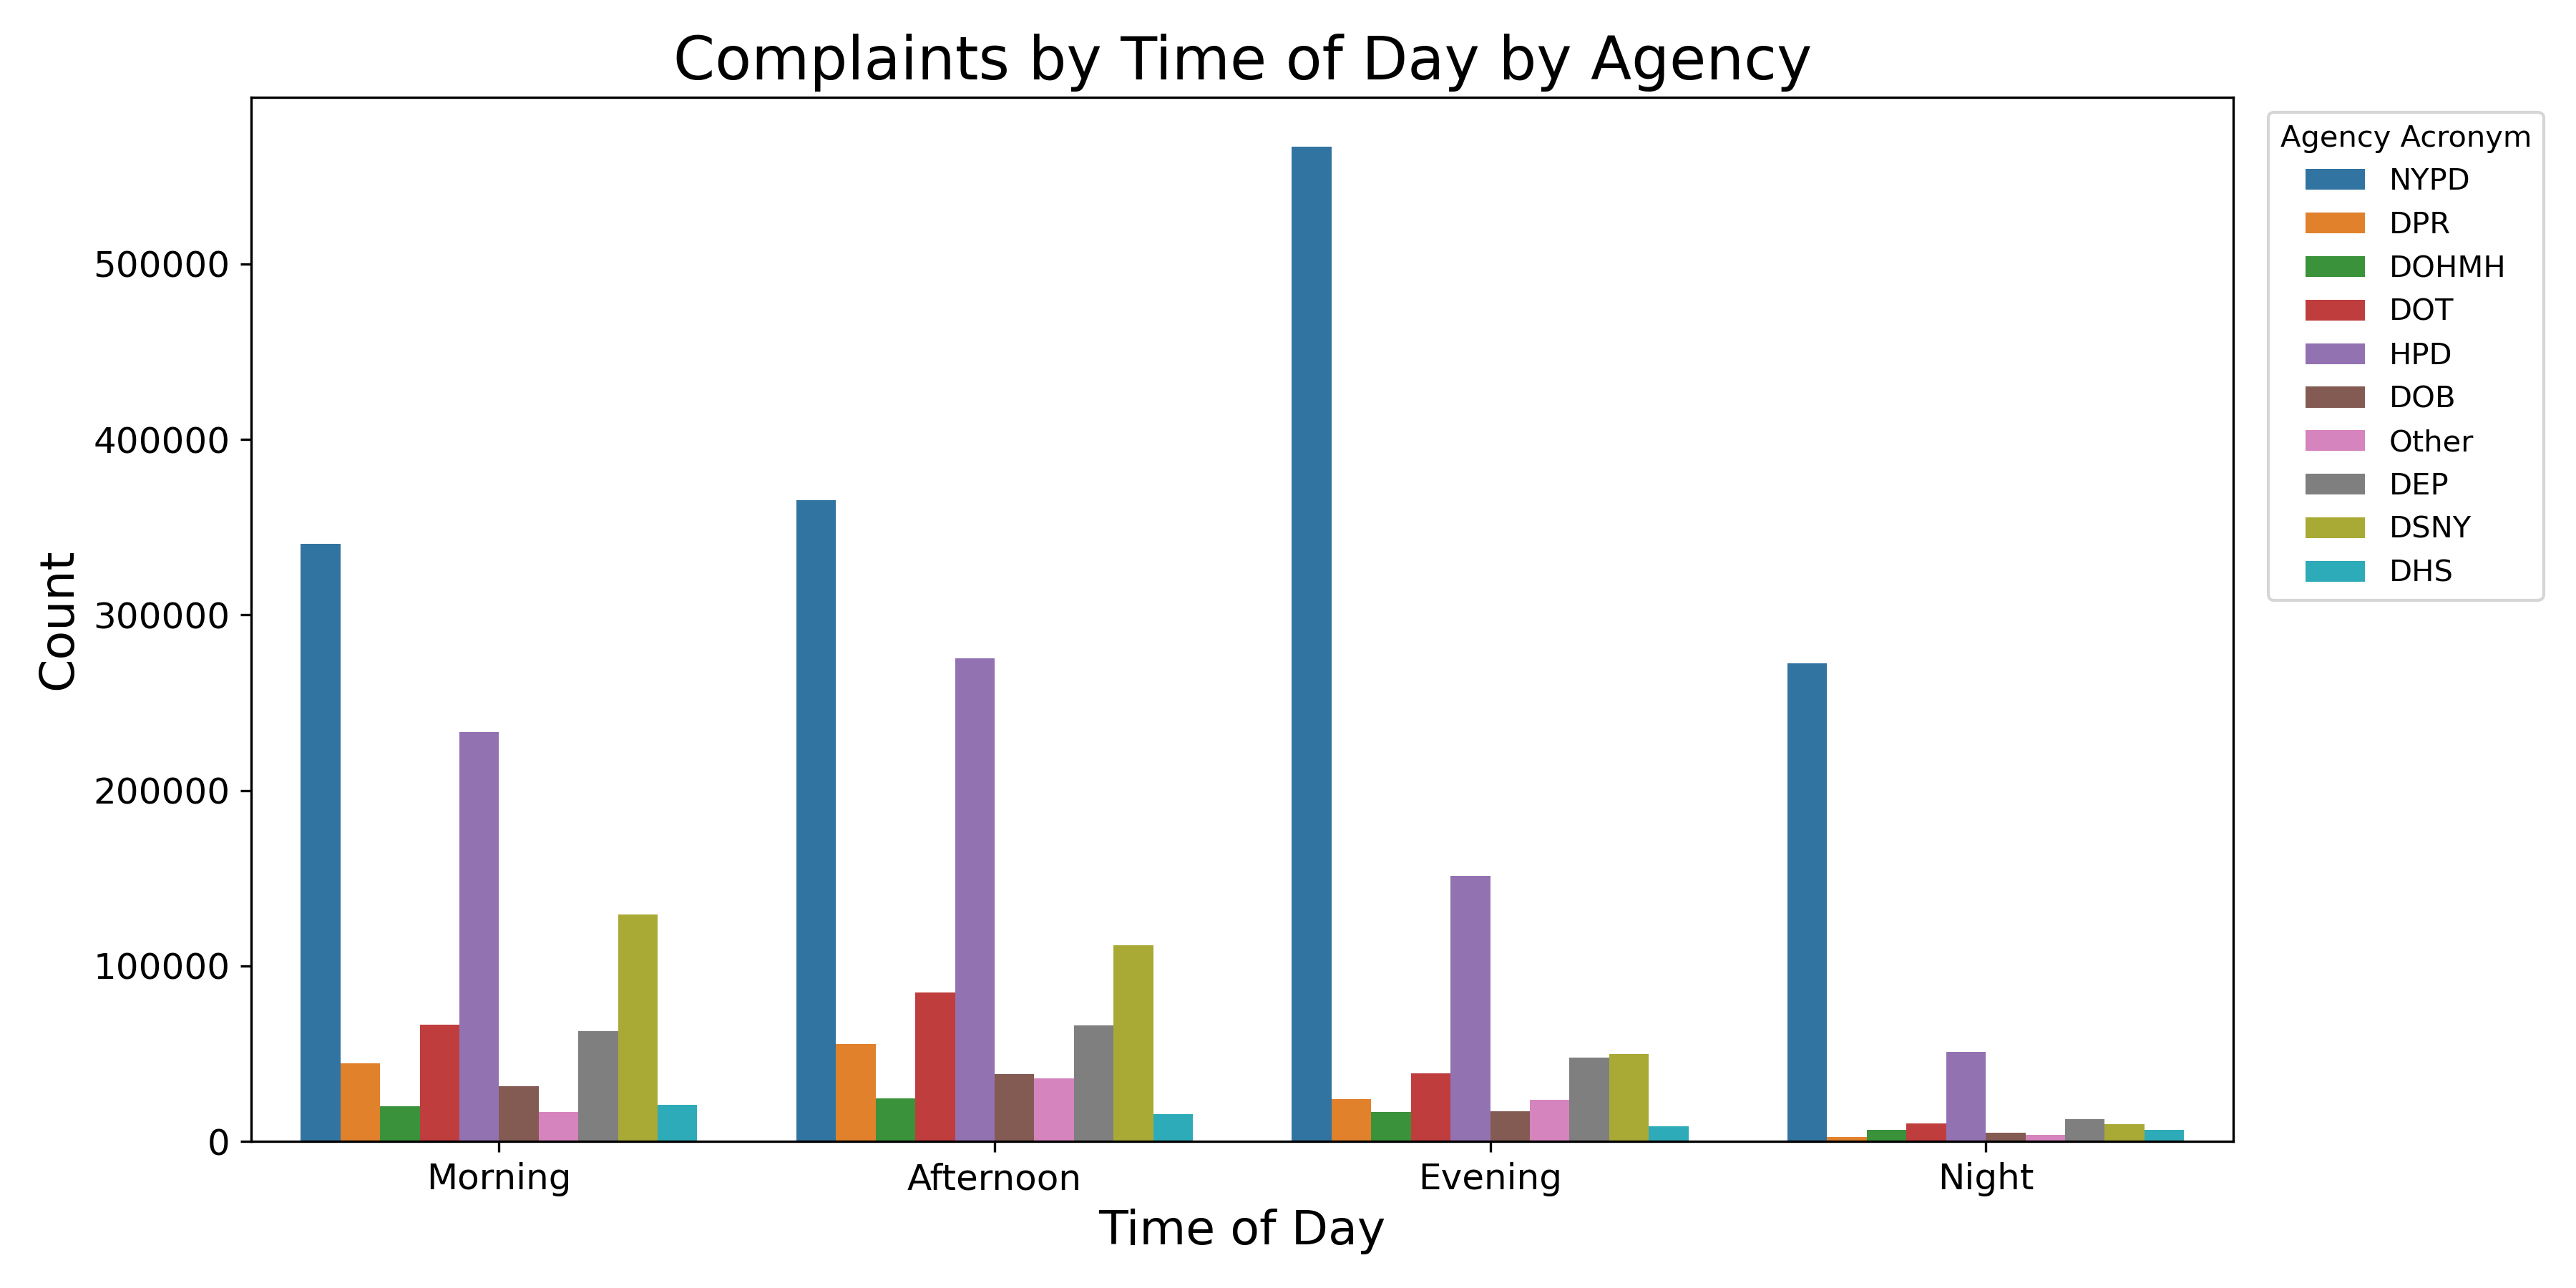 Complaints by Time of Day by Agency
Count
500000
400000
300000
200000
100000
0
Morning
Afternoon
Evening
Night
Time of Day
Agency Acronym
NYPD
DPR
DOHMH
DOT
HPD
DOB
Other
DEP
DSNY
DHS